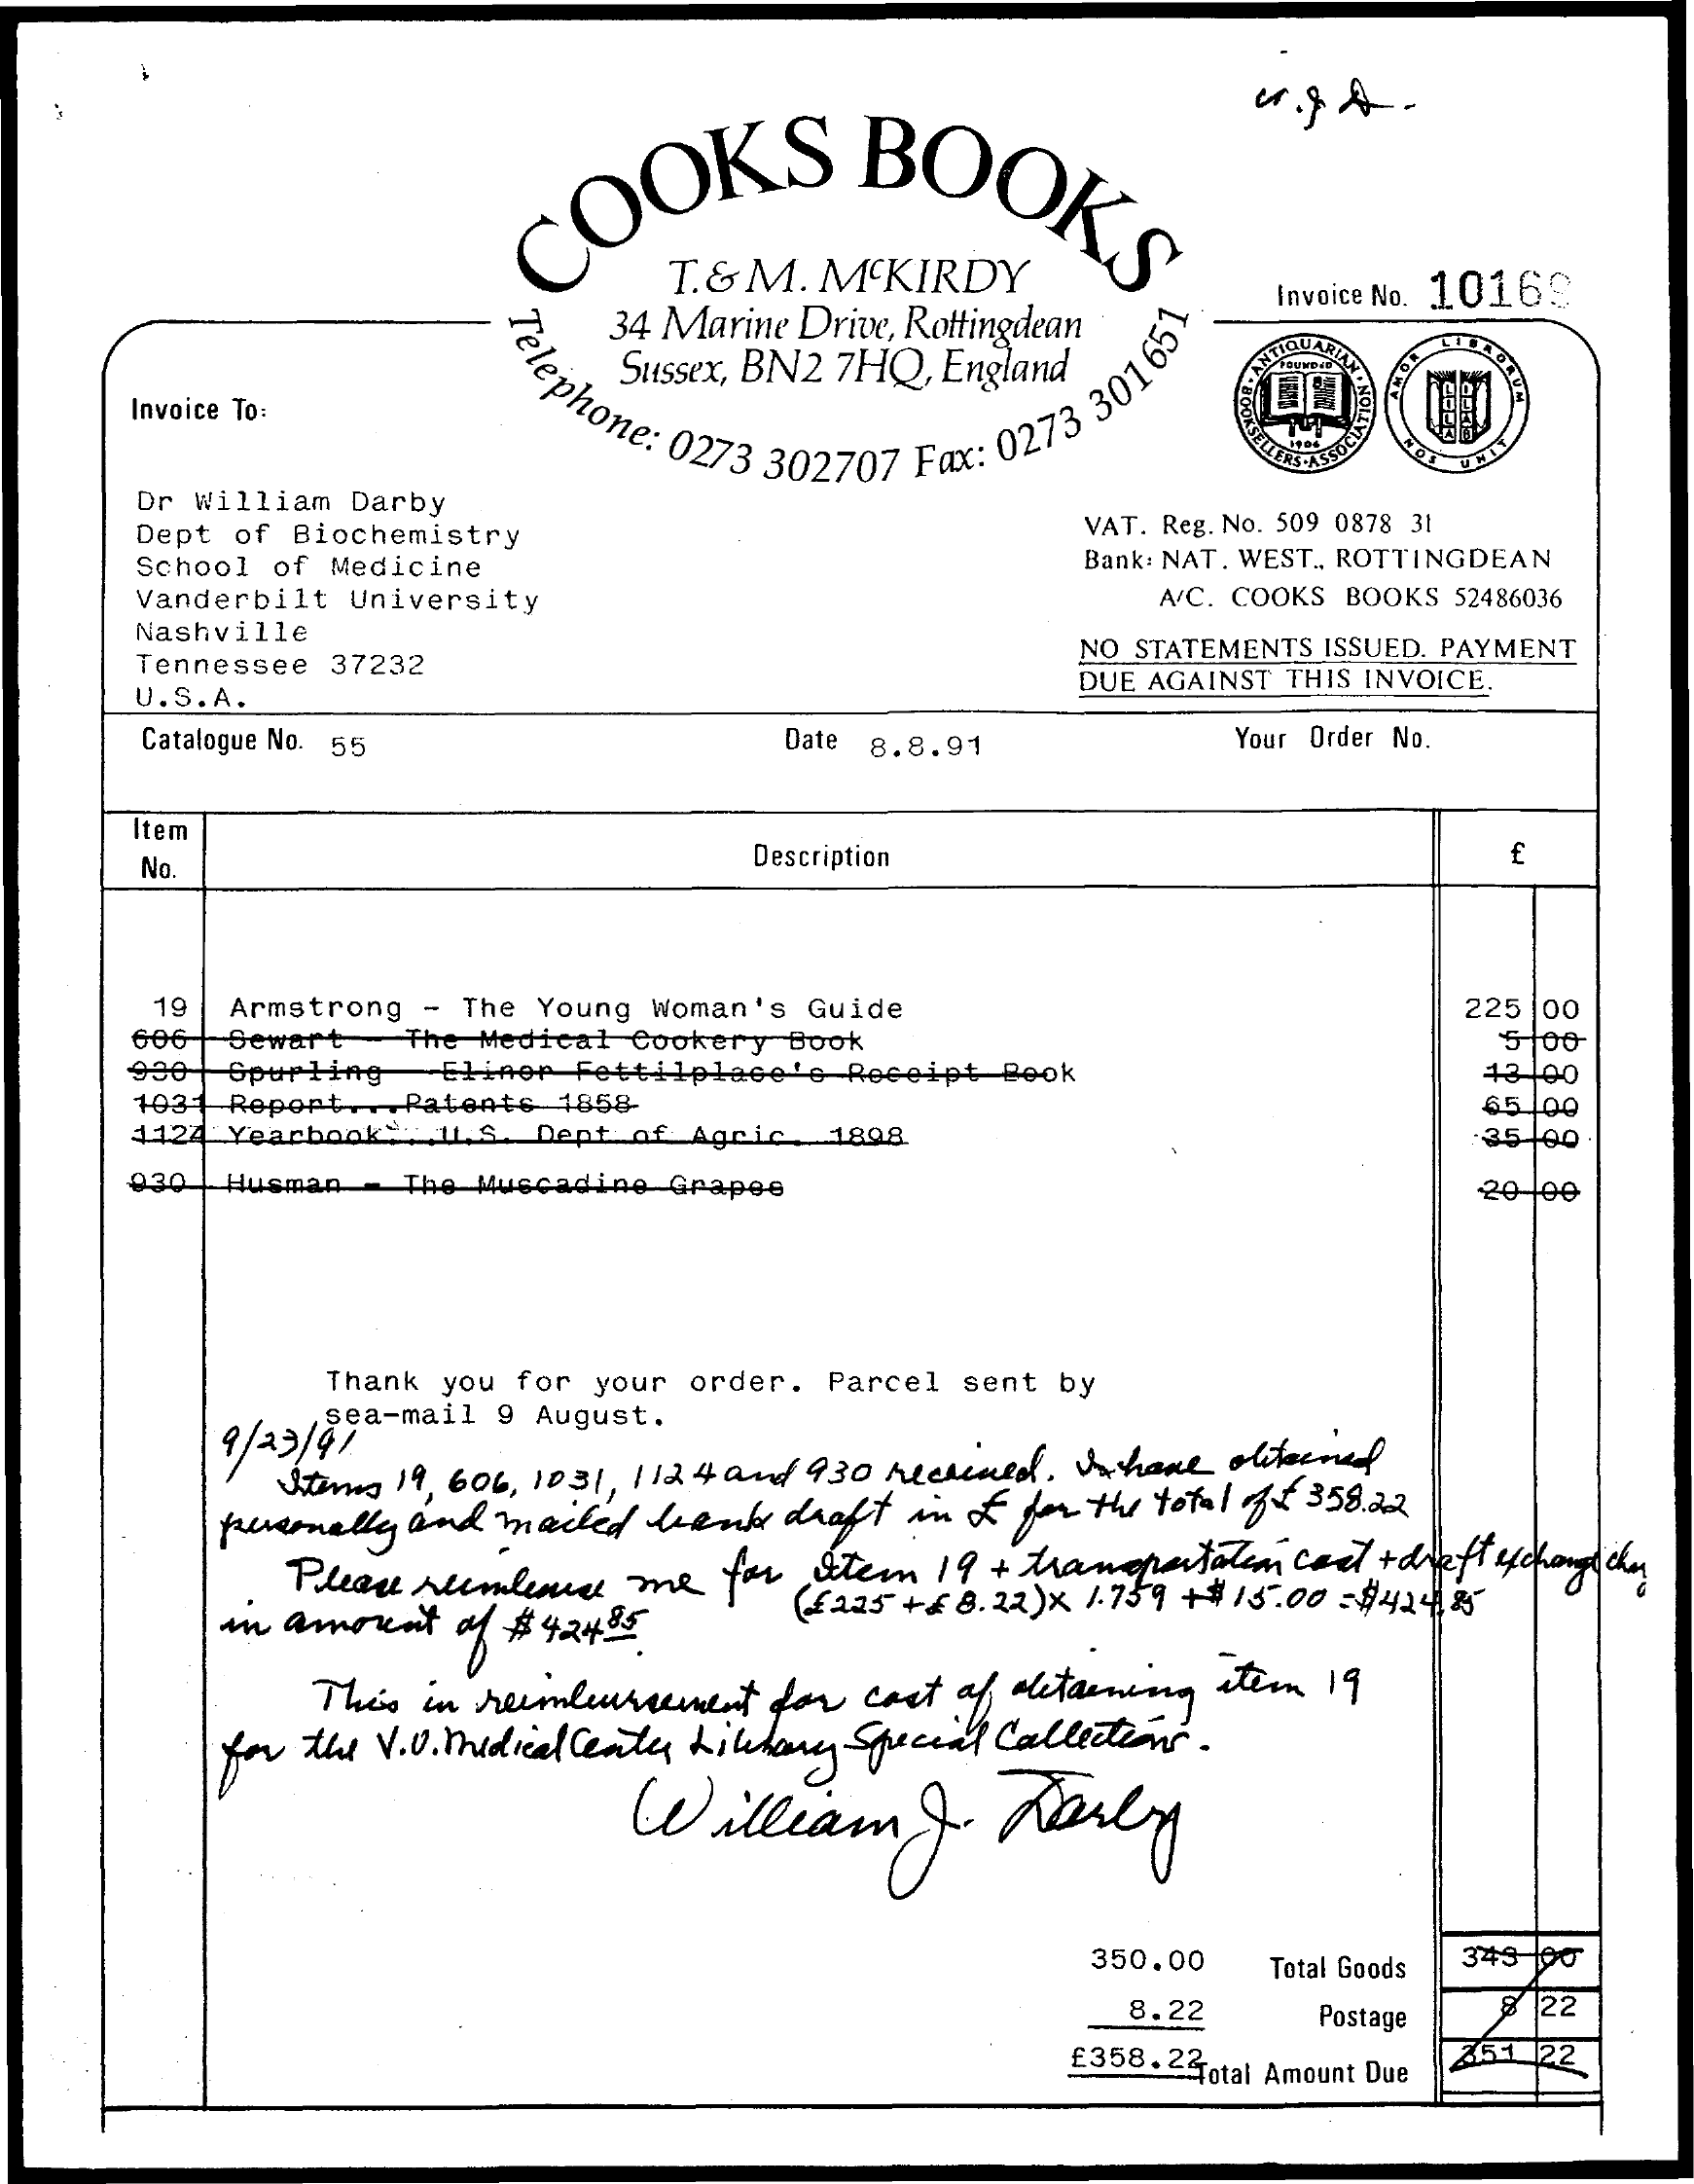 W.J.D.
COOKS BOOKS
T. & M. McKIRDY
34 Marine Drive, Rottingdean
Sussex, BN2 7HQ, England
Telephone: 0273 302707 Fax: 0273 301651
Invoice No. 10169
ANTIQUARIAN · BOOKSELLERS · ASSOCIATION
FOUNDED
1906
AMOR LIBRORUM NOS UNIT
LILA ILAB
Invoice To:
Dr William Darby
Dept of Biochemistry
School of Medicine
Vanderbilt University
Nashville
Tennessee 37232
U.S.A.
VAT. Reg. No. 509 0878 31
Bank: NAT. WEST., ROTTINGDEAN
A/C. COOKS BOOKS 52486036
NO STATEMENTS ISSUED. PAYMENT
DUE AGAINST THIS INVOICE.
Catalogue No. 55 Date 8.8.91 Your Order No.
Item No. Description £
19 Armstrong - The Young Woman's Guide 225 00
606 Sewart - The Medical Cookery Book 5 00
930 Spurling - Elinor Fettilplace's Receipt Book 13 00
1031 Report...Patents 1858 65 00
1124 Yearbook...U.S. Dept of Agric. 1898 35 00
930 Husman - The Muscadine Grapes 20 00
Thank you for your order. Parcel sent by
sea-mail 9 August.
9/23/91
Items 19, 606, 1031, 1124 and 930 received. I have obtained
personally and mailed bank draft in £ for the total of £ 358.22
Please reimburse me for Item 19 + transportation cost + draft exchange
(£225 + £ 8.22) X 1.759 + $15.00 = $424.85
in amount of $424.85
This in reimbursement for cost of obtaining item 19
for the V.U. Medical Center Library Special Collections.
William J. Darby
350.00 Total Goods 343 00
8.22 Postage 8 22
£358.22 Total Amount Due 351 22